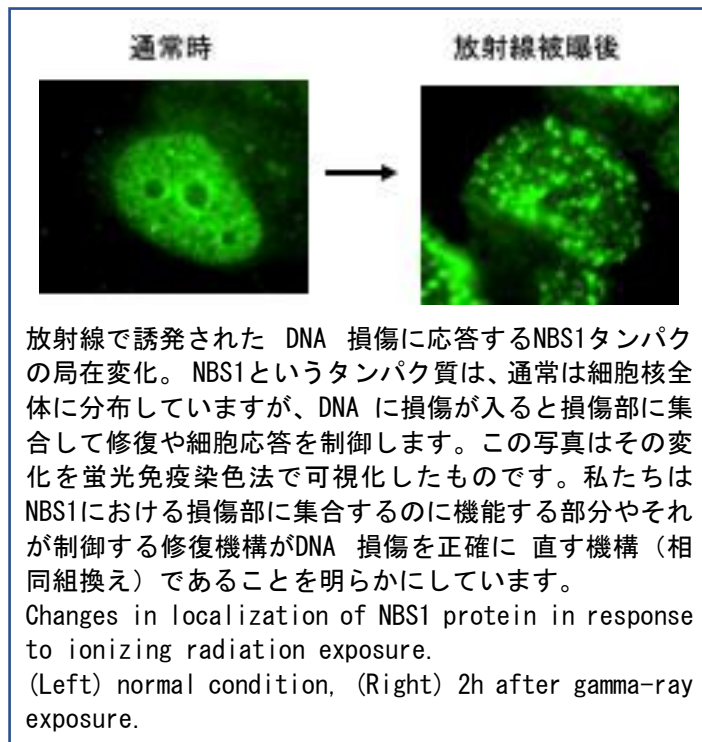 通常時
放射線被曝後
放射線で誘発された DNA 損傷に応答するNBS1タンパク
の局在変化。 NBS1というタンパク質は、通常は細胞核全
体に分布していますが、DNA に損傷が入ると損傷部に集
合して修復や細胞応答を制御します。この写真はその変
化を蛍光免疫染色法で可視化したものです。私たちは
NBS1における損傷部に集合するのに機能する部分やそれ
が制御する修復機構がDNA 損傷を正確に 直す機構（相
同組換え）であることを明らかにしています。
Changes in localization of NBS1 protein in response
to ionizing radiation exposure.
(Left) normal condition, (Right) 2h after gamma-ray
exposure.